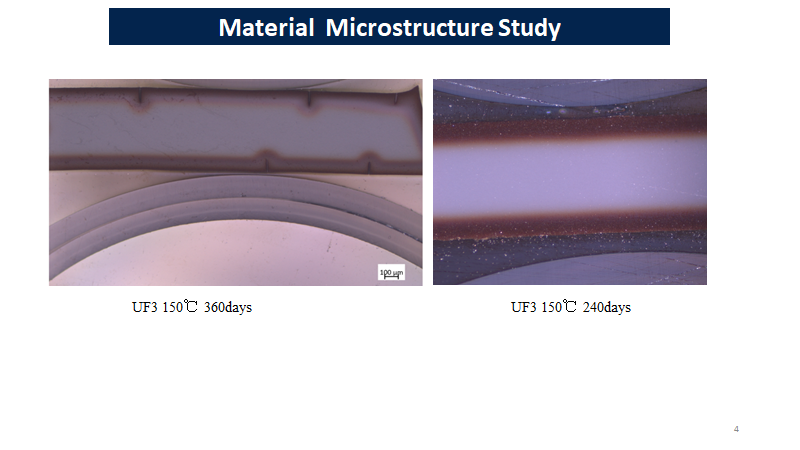 Material  Microstructure Study
100 μm
UF3 150℃ 360days
UF3 150℃ 240days
4